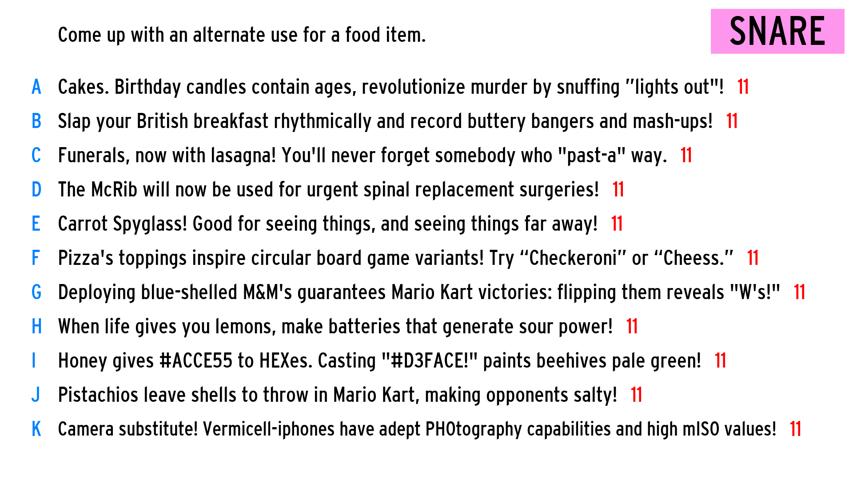 Come up with an alternate use for a food item.
SNARE
A Cakes. Birthday candles contain ages, revolutionize murder by snuffing "lights out"! 11
B Slap your British breakfast rhythmically and record buttery bangers and mash-ups! 11
C Funerals, now with lasagna! You'll never forget somebody who "past-a" way. 11
D The McRib will now be used for urgent spinal replacement surgeries! 11
E Carrot Spyglass! Good for seeing things, and seeing things far away! 11
F Pizza's toppings inspire circular board game variants! Try “Checkeroni” or “Cheess.” 11
G Deploying blue-shelled M&M's guarantees Mario Kart victories: flipping them reveals "W's!" 11
H When life gives you lemons, make batteries that generate sour power! 11
I Honey gives #ACCE55 to HEXes. Casting "#D3FACE!" paints beehives pale green! 11
J Pistachios leave shells to throw in Mario Kart, making opponents salty! 11
K Camera substitute! Vermicell-iphones have adept PHOtography capabilities and high mISO values! 11